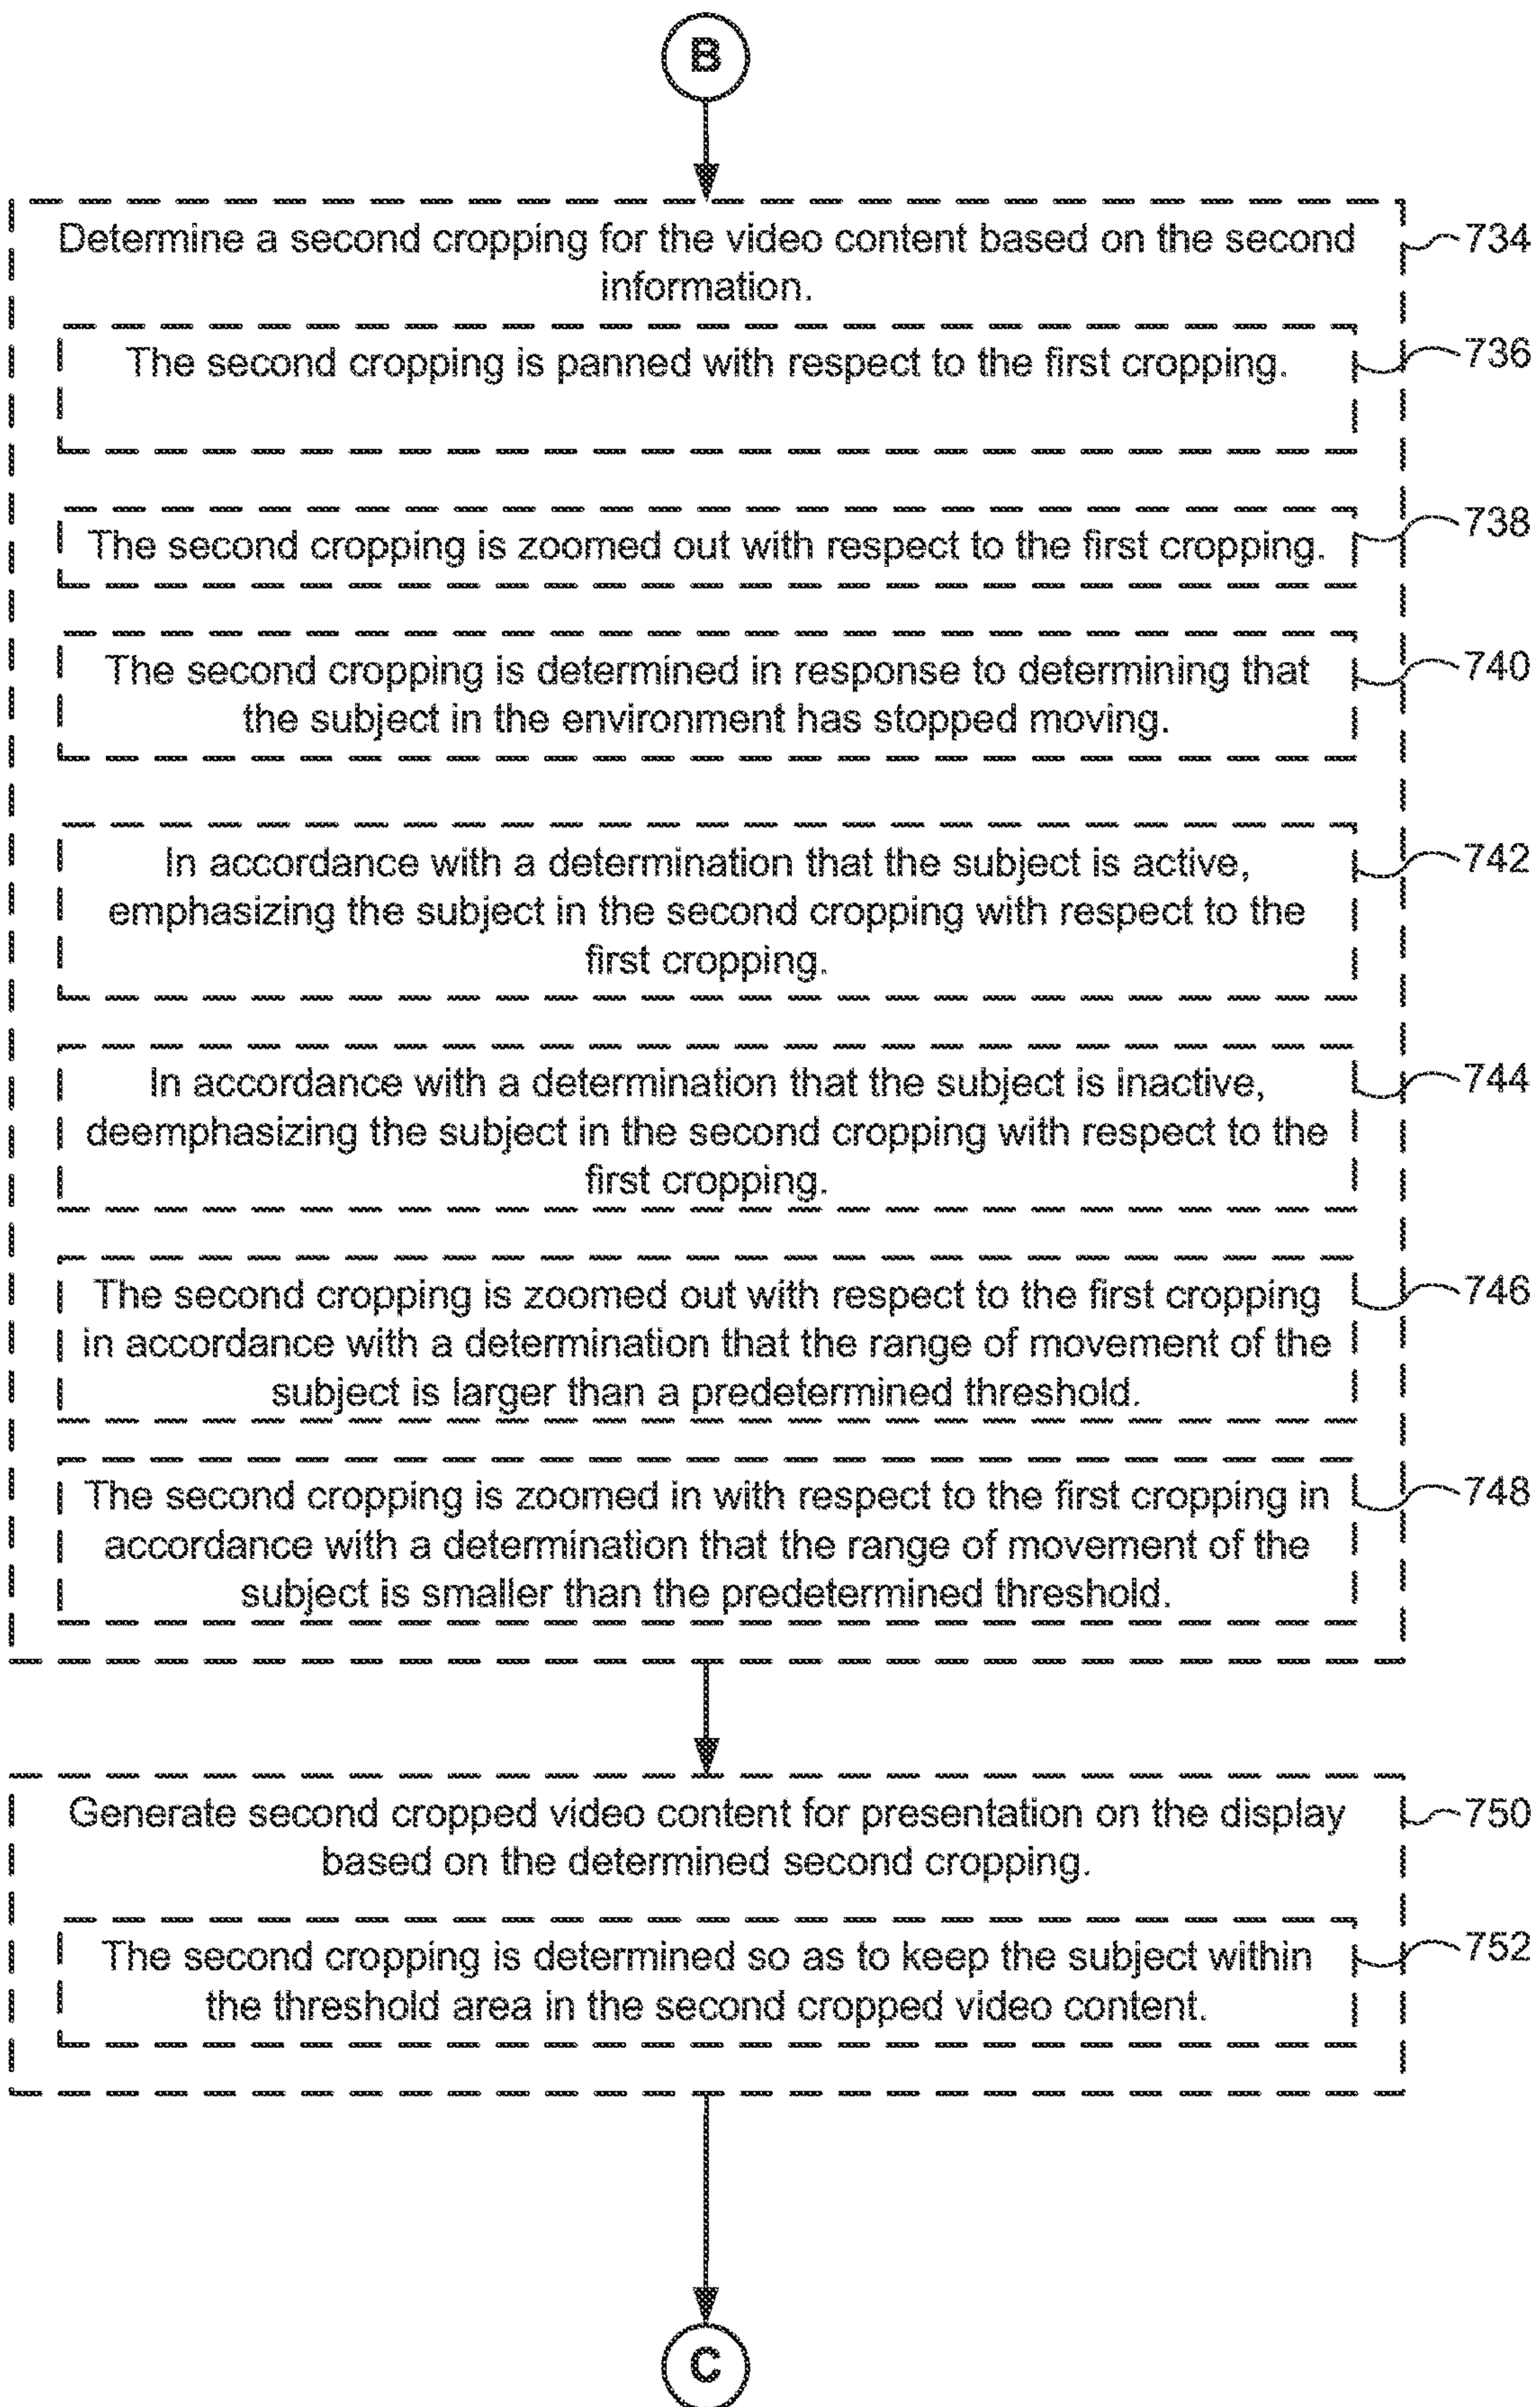 B
Determine a second cropping for the video content based on the second
information.
734
The second cropping is panned with respect to the first cropping.
736
The second cropping is zoomed out with respect to the first cropping.
738
The second cropping is determined in response to determining that
the subject in the environment has stopped moving.
740
In accordance with a determination that the subject is active,
emphasizing the subject in the second cropping with respect to the
first cropping.
742
In accordance with a determination that the subject is inactive,
deemphasizing the subject in the second cropping with respect to the
first cropping.
744
The second cropping is zoomed out with respect to the first cropping
in accordance with a determination that the range of movement of the
subject is larger than a predetermined threshold.
746
The second cropping is zoomed in with respect to the first cropping in
accordance with a determination that the range of movement of the
subject is smaller than the predetermined threshold.
748
Generate second cropped video content for presentation on the display
based on the determined second cropping.
750
The second cropping is determined so as to keep the subject within
the threshold area in the second cropped video content.
752
C